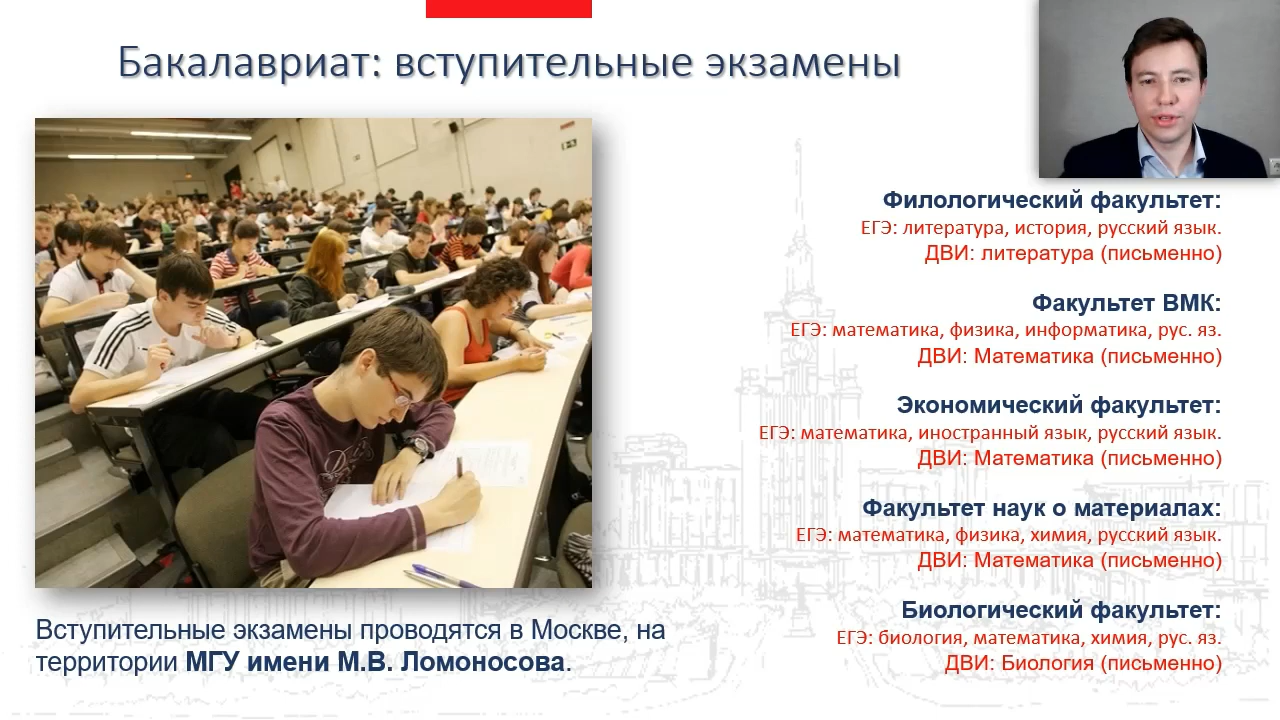 Бакалавриат: вступительные экзамены
Филологический факультет:
ЕГЭ: литература, история, русский язык.
ДВИ: литература (письменно)
Факультет ВМК:
ЕГЭ: математика, физика, информатика, рус. яз.
ДВИ: Математика (письменно)
Экономический факультет:
ЕГЭ: математика, иностранный язык, русский язык.
ДВИ: Математика (письменно)
Факультет наук о материалах:
ЕГЭ: математика, физика, химия, русский язык.
ДВИ: Математика (письменно)
Биологический факультет:
ЕГЭ: биология, математика, химия, рус. яз.
ДВИ: Биология (письменно)
Вступительные экзамены проводятся в Москве, на
территории МГУ имени М.В. Ломоносова.